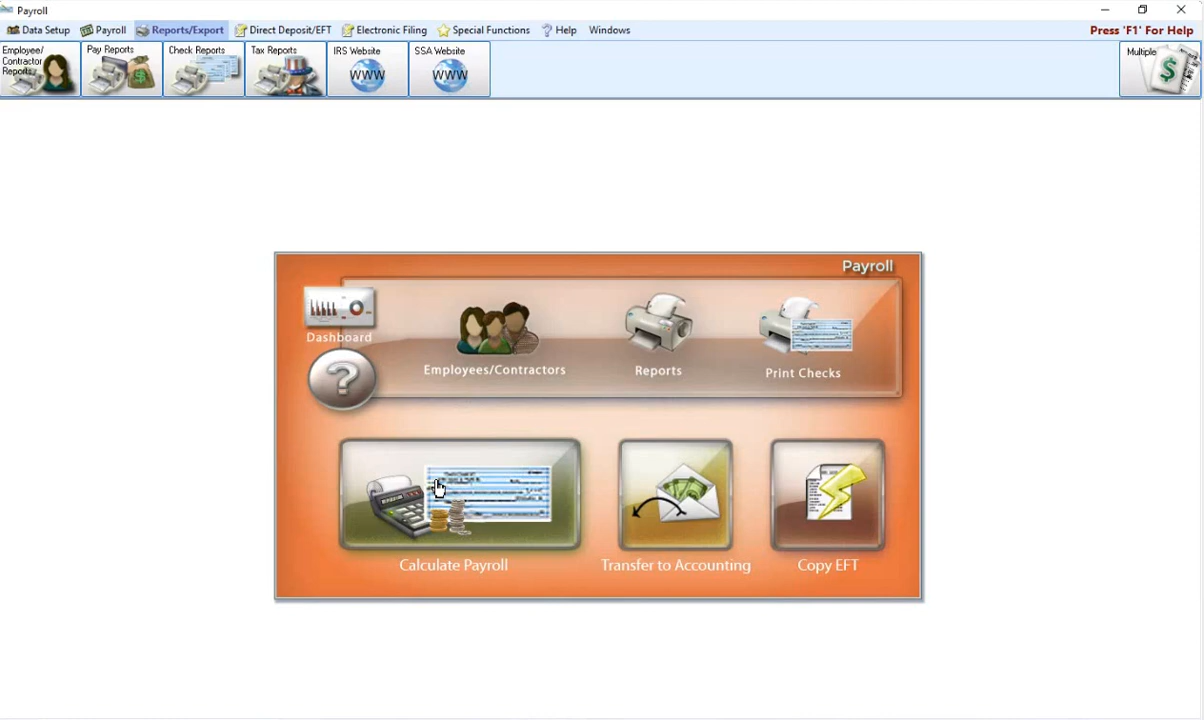 Payroll
Data Setup Payroll Reports/Export Direct Deposit/EFT Electronic Filing Special Functions Help Windows Press 'F1' For Help
Employee/
Contractor
Reports
Pay Reports
Check Reports
Tax Reports
IRS Website
WWW
SSA Website
WWW
Multiple
Payroll
Dashboard
Employees/Contractors
Reports
Print Checks
Calculate Payroll
Transfer to Accounting
Copy EFT